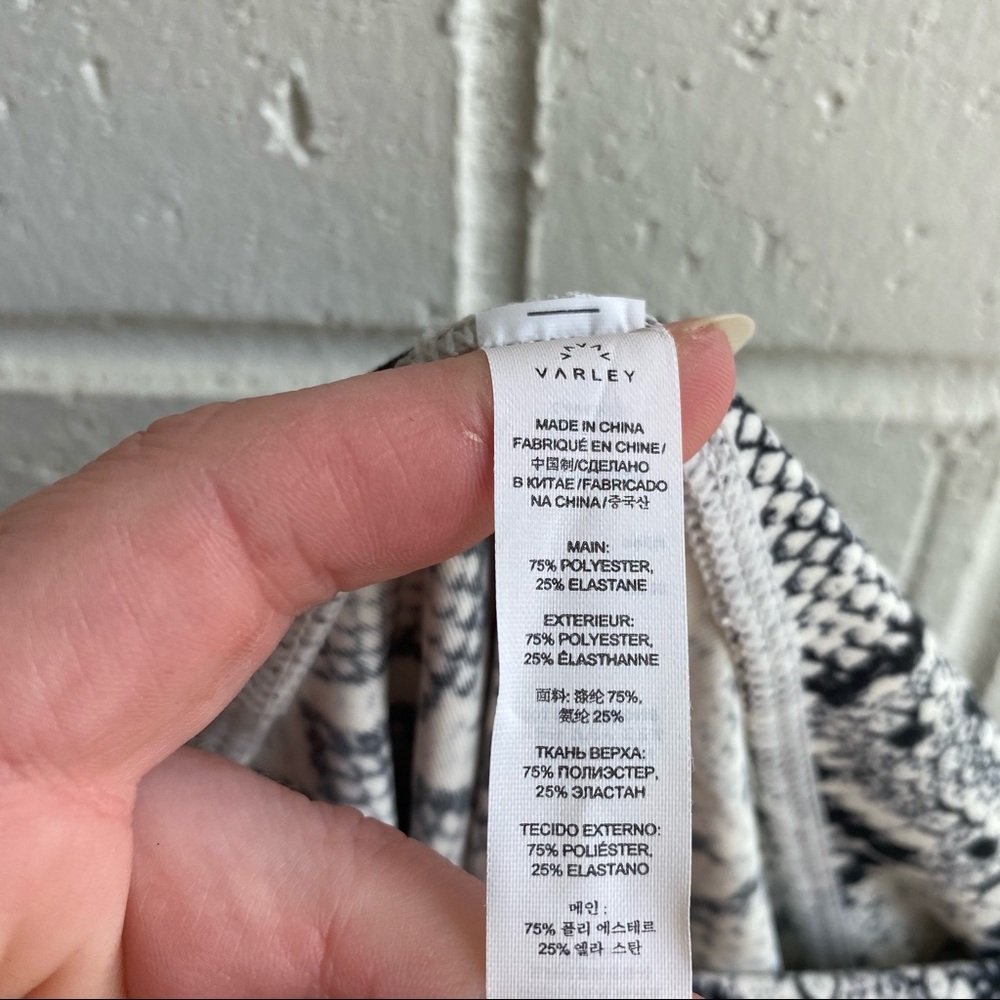 VARLEY
MADE IN CHINA
FABRIQUÉ EN CHINE/
中国制/СДЕЛАНО
В КИТАЕ/FABRICADO
NA CHINA/중국산
MAIN:
75% POLYESTER,
25% ELASTANE
EXTERIEUR:
75% POLYESTER,
25% ÉLASTHANNE
面料: 涤纶 75%,
氨纶 25%
ТКАНЬ ВЕРХА:
75% ПОЛИЭСТЕР,
25% ЭЛАСТАН
TECIDO EXTERNO:
75% POLIÉSTER,
25% ELASTANO
메인 :
75% 폴리 에스테르
25% 엘라 스탄